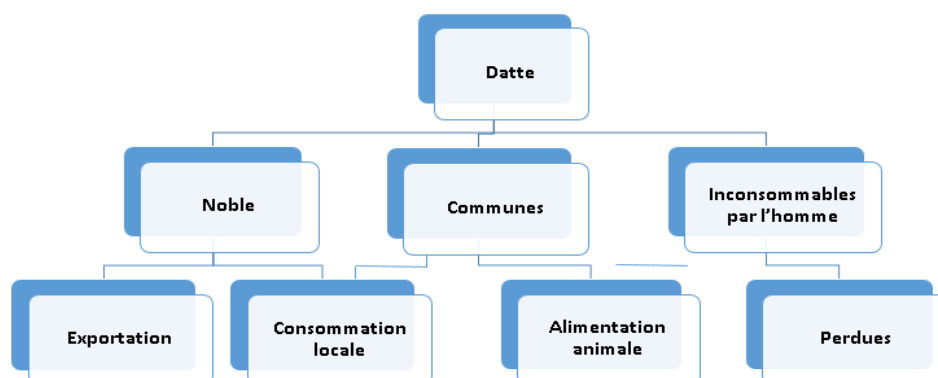 Datte
Noble
Communes
Inconsommables
par l'homme
Exportation
Consommation
locale
Alimentation
animale
Perdues